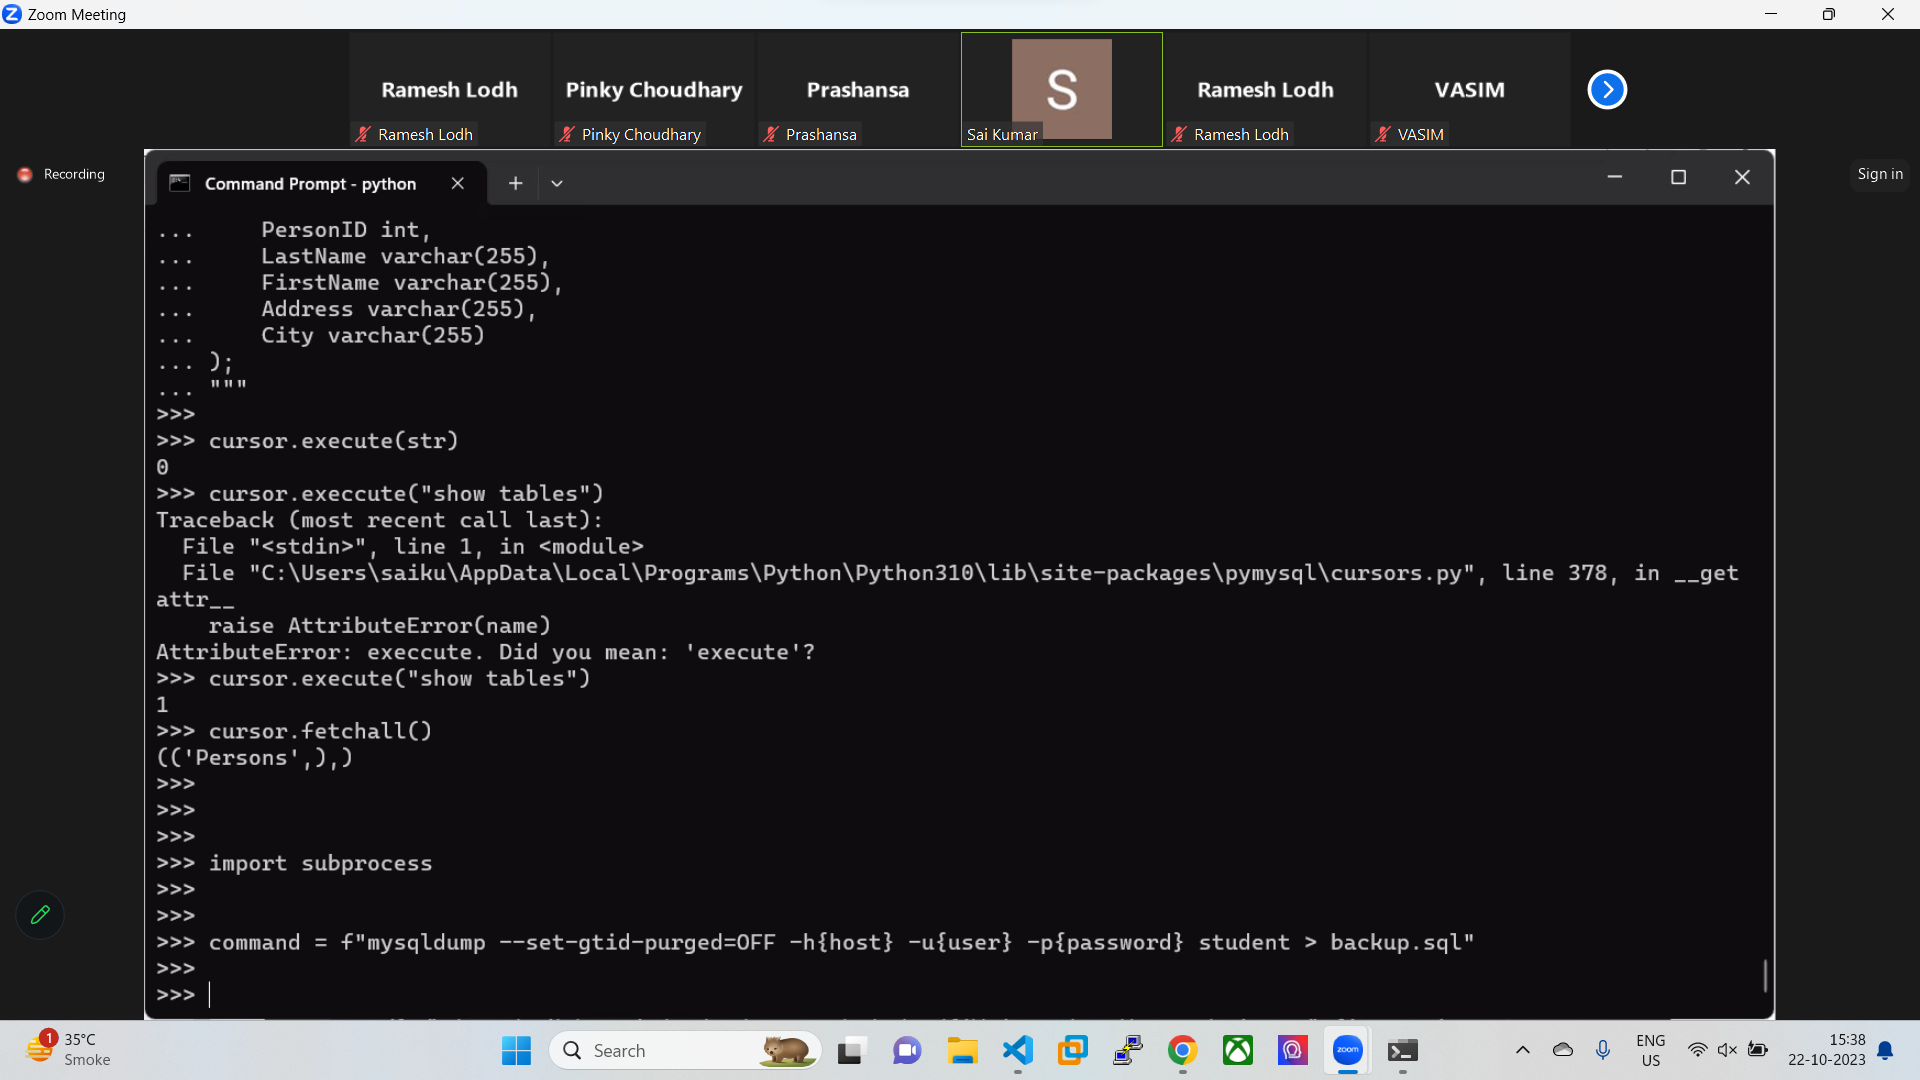 Zoom Meeting
Ramesh Lodh
Pinky Choudhary
Prashansa
S
Ramesh Lodh
VASIM
Ramesh Lodh
Pinky Choudhary
Prashansa
Sai Kumar
Ramesh Lodh
VASIM
Recording
Sign in
Command Prompt - python
...     PersonID int,
...     LastName varchar(255),
...     FirstName varchar(255),
...     Address varchar(255),
...     City varchar(255)
... );
... """
>>>
>>> cursor.execute(str)
0
>>> cursor.execcute("show tables")
Traceback (most recent call last):
  File "<stdin>", line 1, in <module>
  File "C:\Users\saiku\AppData\Local\Programs\Python\Python310\lib\site-packages\pymysql\cursors.py", line 378, in __get
attr__
    raise AttributeError(name)
AttributeError: execcute. Did you mean: 'execute'?
>>> cursor.execute("show tables")
1
>>> cursor.fetchall()
(('Persons',),)
>>>
>>>
>>>
>>> import subprocess
>>>
>>>
>>> command = f"mysqldump --set-gtid-purged=OFF -h{host} -u{user} -p{password} student > backup.sql"
>>>
>>>
1
35°C
Smoke
Search
zoom
ENG
US
15:38
22-10-2023